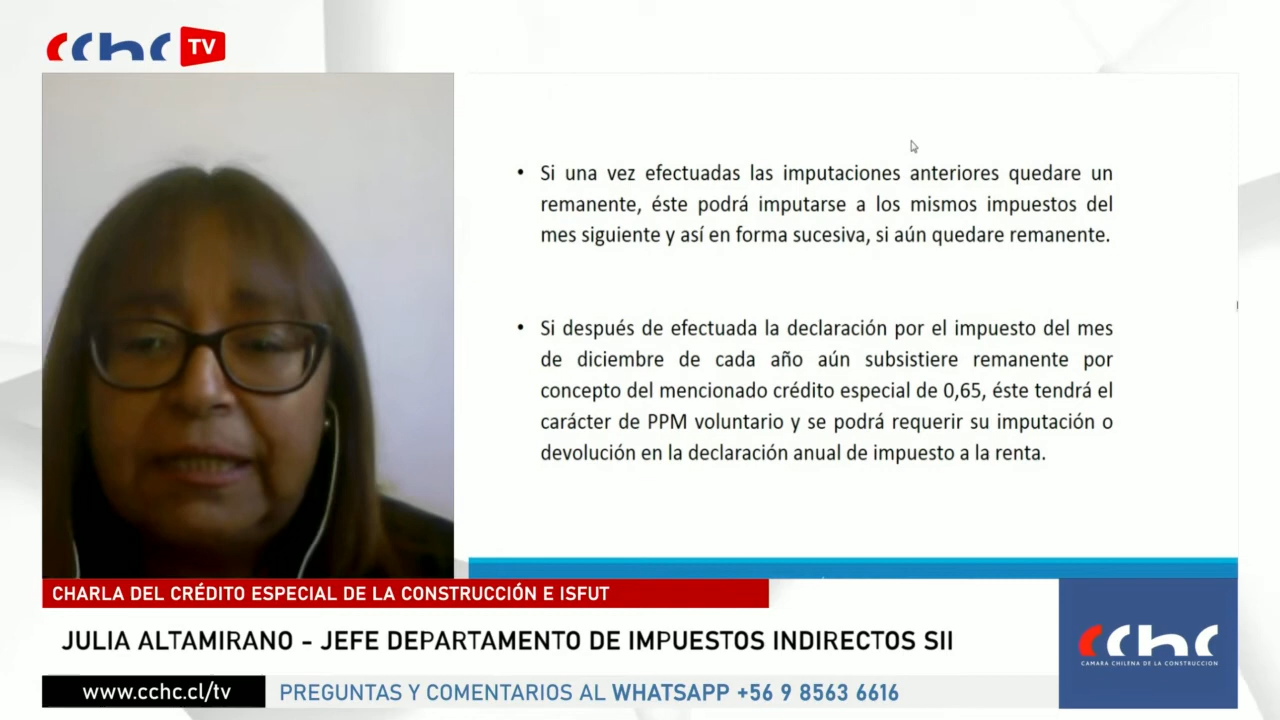 cchc TV
• Si una vez efectuadas las imputaciones anteriores quedare un
remanente, éste podrá imputarse a los mismos impuestos del
mes siguiente y así en forma sucesiva, si aún quedare remanente.
• Si después de efectuada la declaración por el impuesto del mes
de diciembre de cada año aún subsistiere remanente por
concepto del mencionado crédito especial de 0,65, éste tendrá el
carácter de PPM voluntario y se podrá requerir su imputación o
devolución en la declaración anual de impuesto a la renta.
CHARLA DEL CRÉDITO ESPECIAL DE LA CONSTRUCCIÓN E ISFUT
JULIA ALTAMIRANO – JEFE DEPARTAMENTO DE IMPUESTOS INDIRECTOS SII
cchc
CAMARA CHILENA DE LA CONSTRUCCION
www.cchc.cl/tv
PREGUNTAS Y COMENTARIOS AL WHATSAPP +56 9 8563 6616